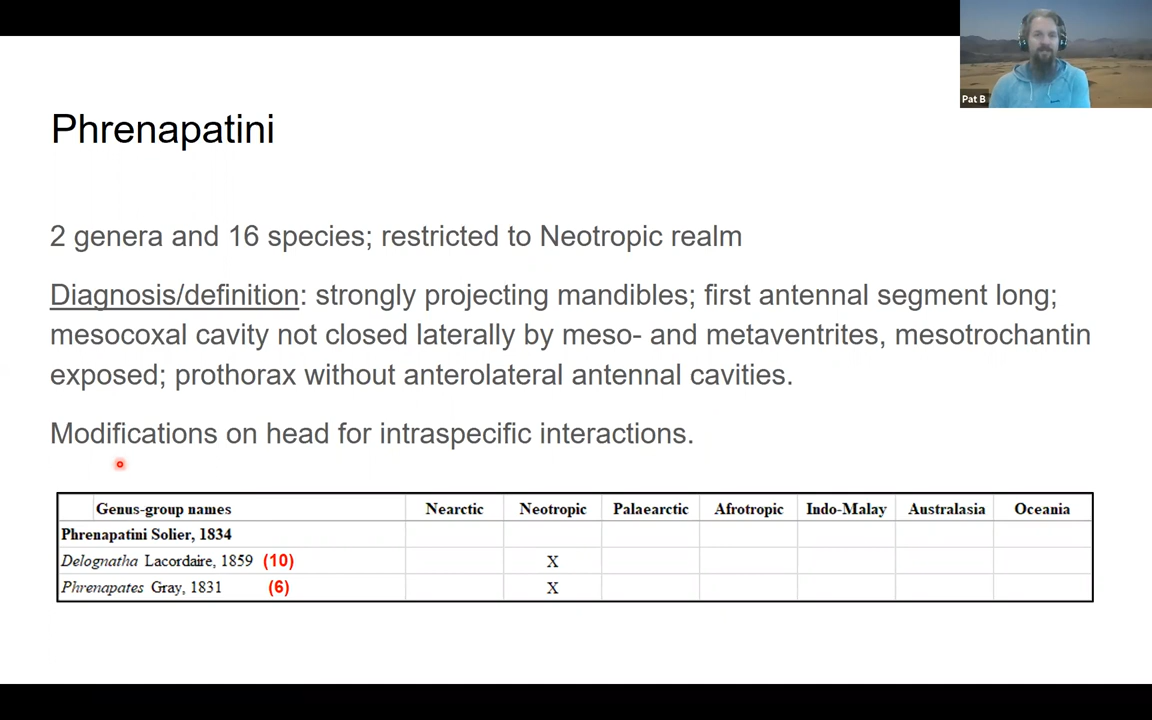 Pat B
Phrenapatini
2 genera and 16 species; restricted to Neotropic realm
Diagnosis/definition: strongly projecting mandibles; first antennal segment long;
mesocoxal cavity not closed laterally by meso- and metaventrites, mesotrochantin
exposed; prothorax without anterolateral antennal cavities.
Modifications on head for intraspecific interactions.
Genus-group names Nearctic Neotropic Palaearctic Afrotropic Indo-Malay Australasia Oceania
Phrenapatini Solier, 1834
Delognatha Lacordaire, 1859 (10) X
Phrenapates Gray, 1831 (6) X